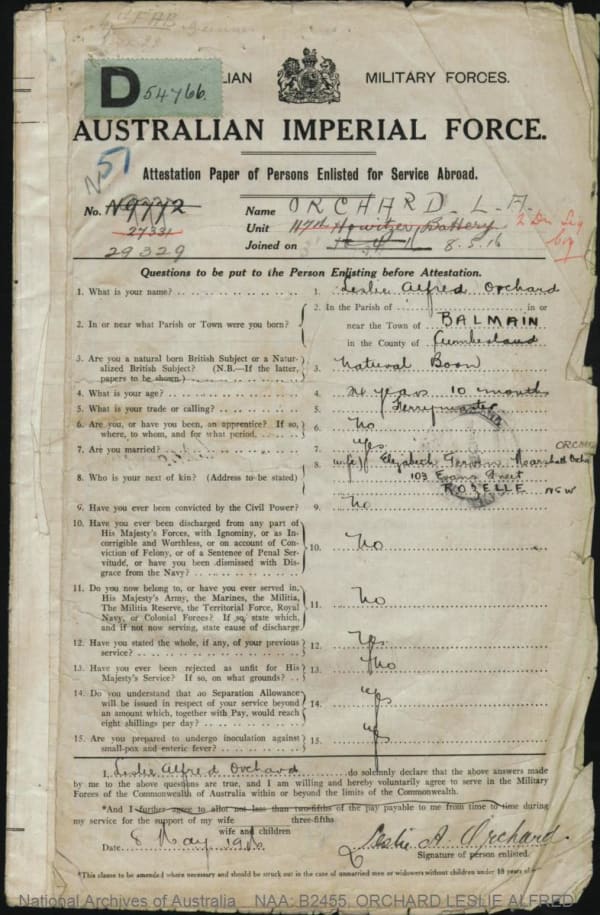 D 54766
AUSTRALIAN MILITARY FORCES.
AUSTRALIAN IMPERIAL FORCE.
Attestation Paper of Persons Enlisted for Service Abroad.
N 51
No. N9772
27331
29329
Name ORCHARD. L. A.
Unit 117th Howitzer Battery
Joined on 8.5.16
Questions to be put to the Person Enlisting before Attestation.
1. What is your name? 1. Leslie Alfred Orchard
2. In or near what Parish or Town were you born? 2. In the Parish of in or
near the Town of BALMAIN
in the County of Cumberland
3. Are you a natural born British Subject or a Natur-
alized British Subject? (N.B.—If the latter,
papers to be shown.) 3. Natural Born
4. What is your age? 4. years 10 months
5. What is your trade or calling? 5. Ferrymaster
6. Are you, or have you been, an apprentice? If so,
where, to whom, and for what period. 6. No
7. Are you married? 7. Yes
8. Who is your next of kin? (Address to be stated) 8. (wife) Elizabeth Marshall
103 Evans Street
ROZELLE NSW
9. Have you ever been convicted by the Civil Power? 9. No
10. Have you ever been discharged from any part of
His Majesty's Forces, with Ignominy, or as In-
corrigible and Worthless, or on account of Con-
viction of Felony, or of a Sentence of Penal Ser-
vitude, or have you been dismissed with Dis-
grace from the Navy? 10. No
11. Do you now belong to, or have you ever served in,
His Majesty's Army, the Marines, the Militia,
The Militia Reserve, the Territorial Force, Royal
Navy, or Colonial Forces? If so, state which,
and if not now serving, state cause of discharge 11. No
12. Have you stated the whole, if any, of your previous
service? 12. Yes
13. Have you ever been rejected as unfit for His
Majesty's Service? If so, on what grounds? 13. No
14. Do you understand that no Separation Allowance
will be issued in respect of your service beyond
an amount which, together with Pay, would reach
eight shillings per day? 14. Yes
15. Are you prepared to undergo inoculation against
small-pox and enteric fever? 15. Yes
I, Leslie Alfred Orchard do solemnly declare that the above answers made
by me to the above questions are true, and I am willing and hereby voluntarily agree to serve in the Military
Forces of the Commonwealth of Australia within or beyond the limits of the Commonwealth.
*And I further agree to allot not less than two-fifths of the pay payable to me from time to time during
three-fifths
my service for the support of my wife
wife and children
Date 8 May 1916 Leslie A. Orchard.
Signature of person enlisted.
*This clause to be amended where necessary and should be struck out in the case of unmarried men or widowers without children under 18 years of
National Archives of Australia NAA: B2455, ORCHARD LESLIE ALFRED